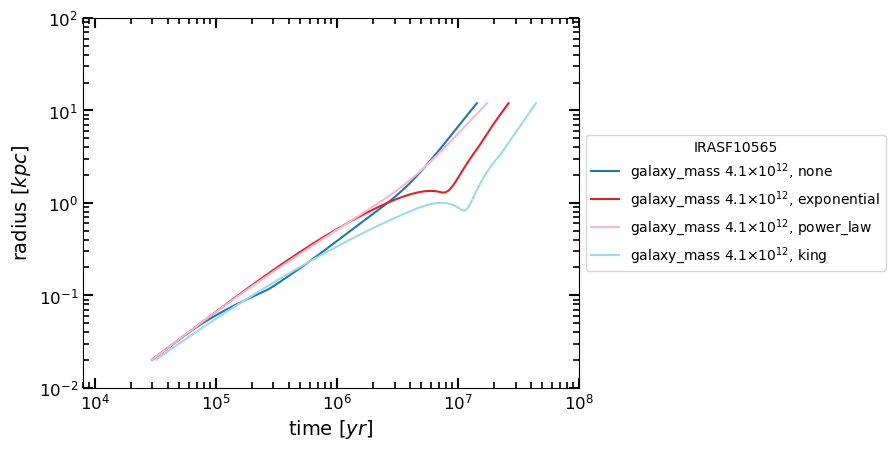 10²
10¹
10⁰
10⁻¹
10⁻²
radius [kpc]
10⁴ 10⁵ 10⁶ 10⁷ 10⁸
time [yr]
IRASF10565
galaxy_mass 4.1×10¹², none
galaxy_mass 4.1×10¹², exponential
galaxy_mass 4.1×10¹², power_law
galaxy_mass 4.1×10¹², king